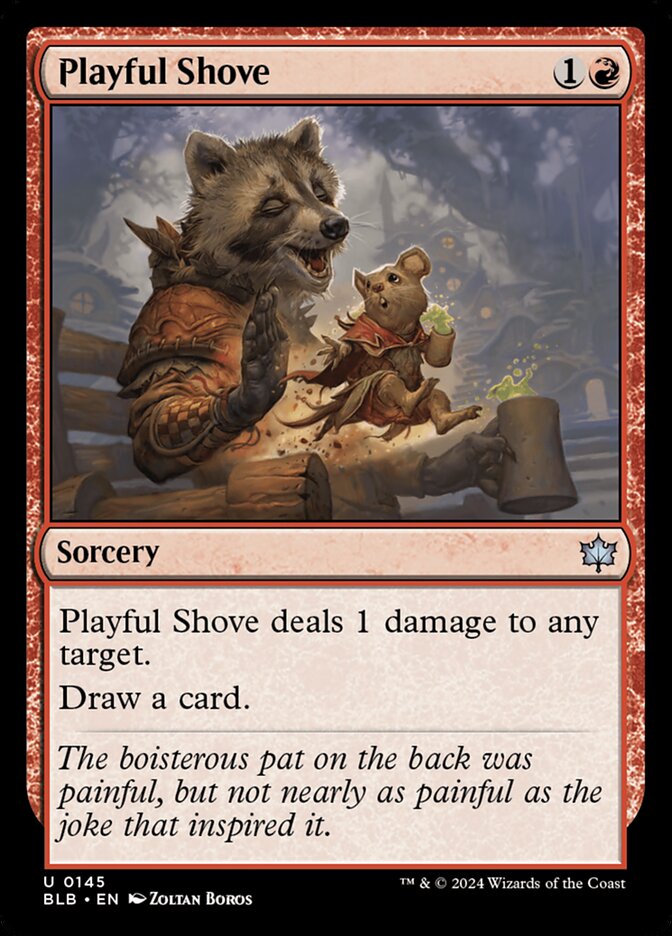 Playful Shove 1
Sorcery
Playful Shove deals 1 damage to any
target.
Draw a card.
The boisterous pat on the back was
painful, but not nearly as painful as the
joke that inspired it.
U 0145
BLB • EN Zoltan Boros
™ & © 2024 Wizards of the Coast